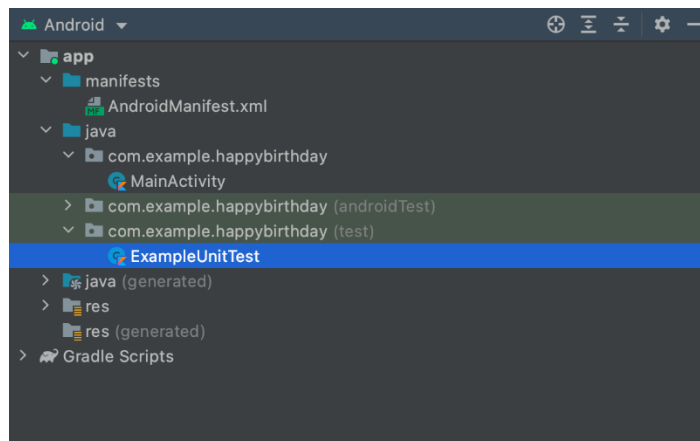 Android
app
manifests
AndroidManifest.xml
java
com.example.happybirthday
MainActivity
com.example.happybirthday (androidTest)
com.example.happybirthday (test)
ExampleUnitTest
java (generated)
res
res (generated)
Gradle Scripts